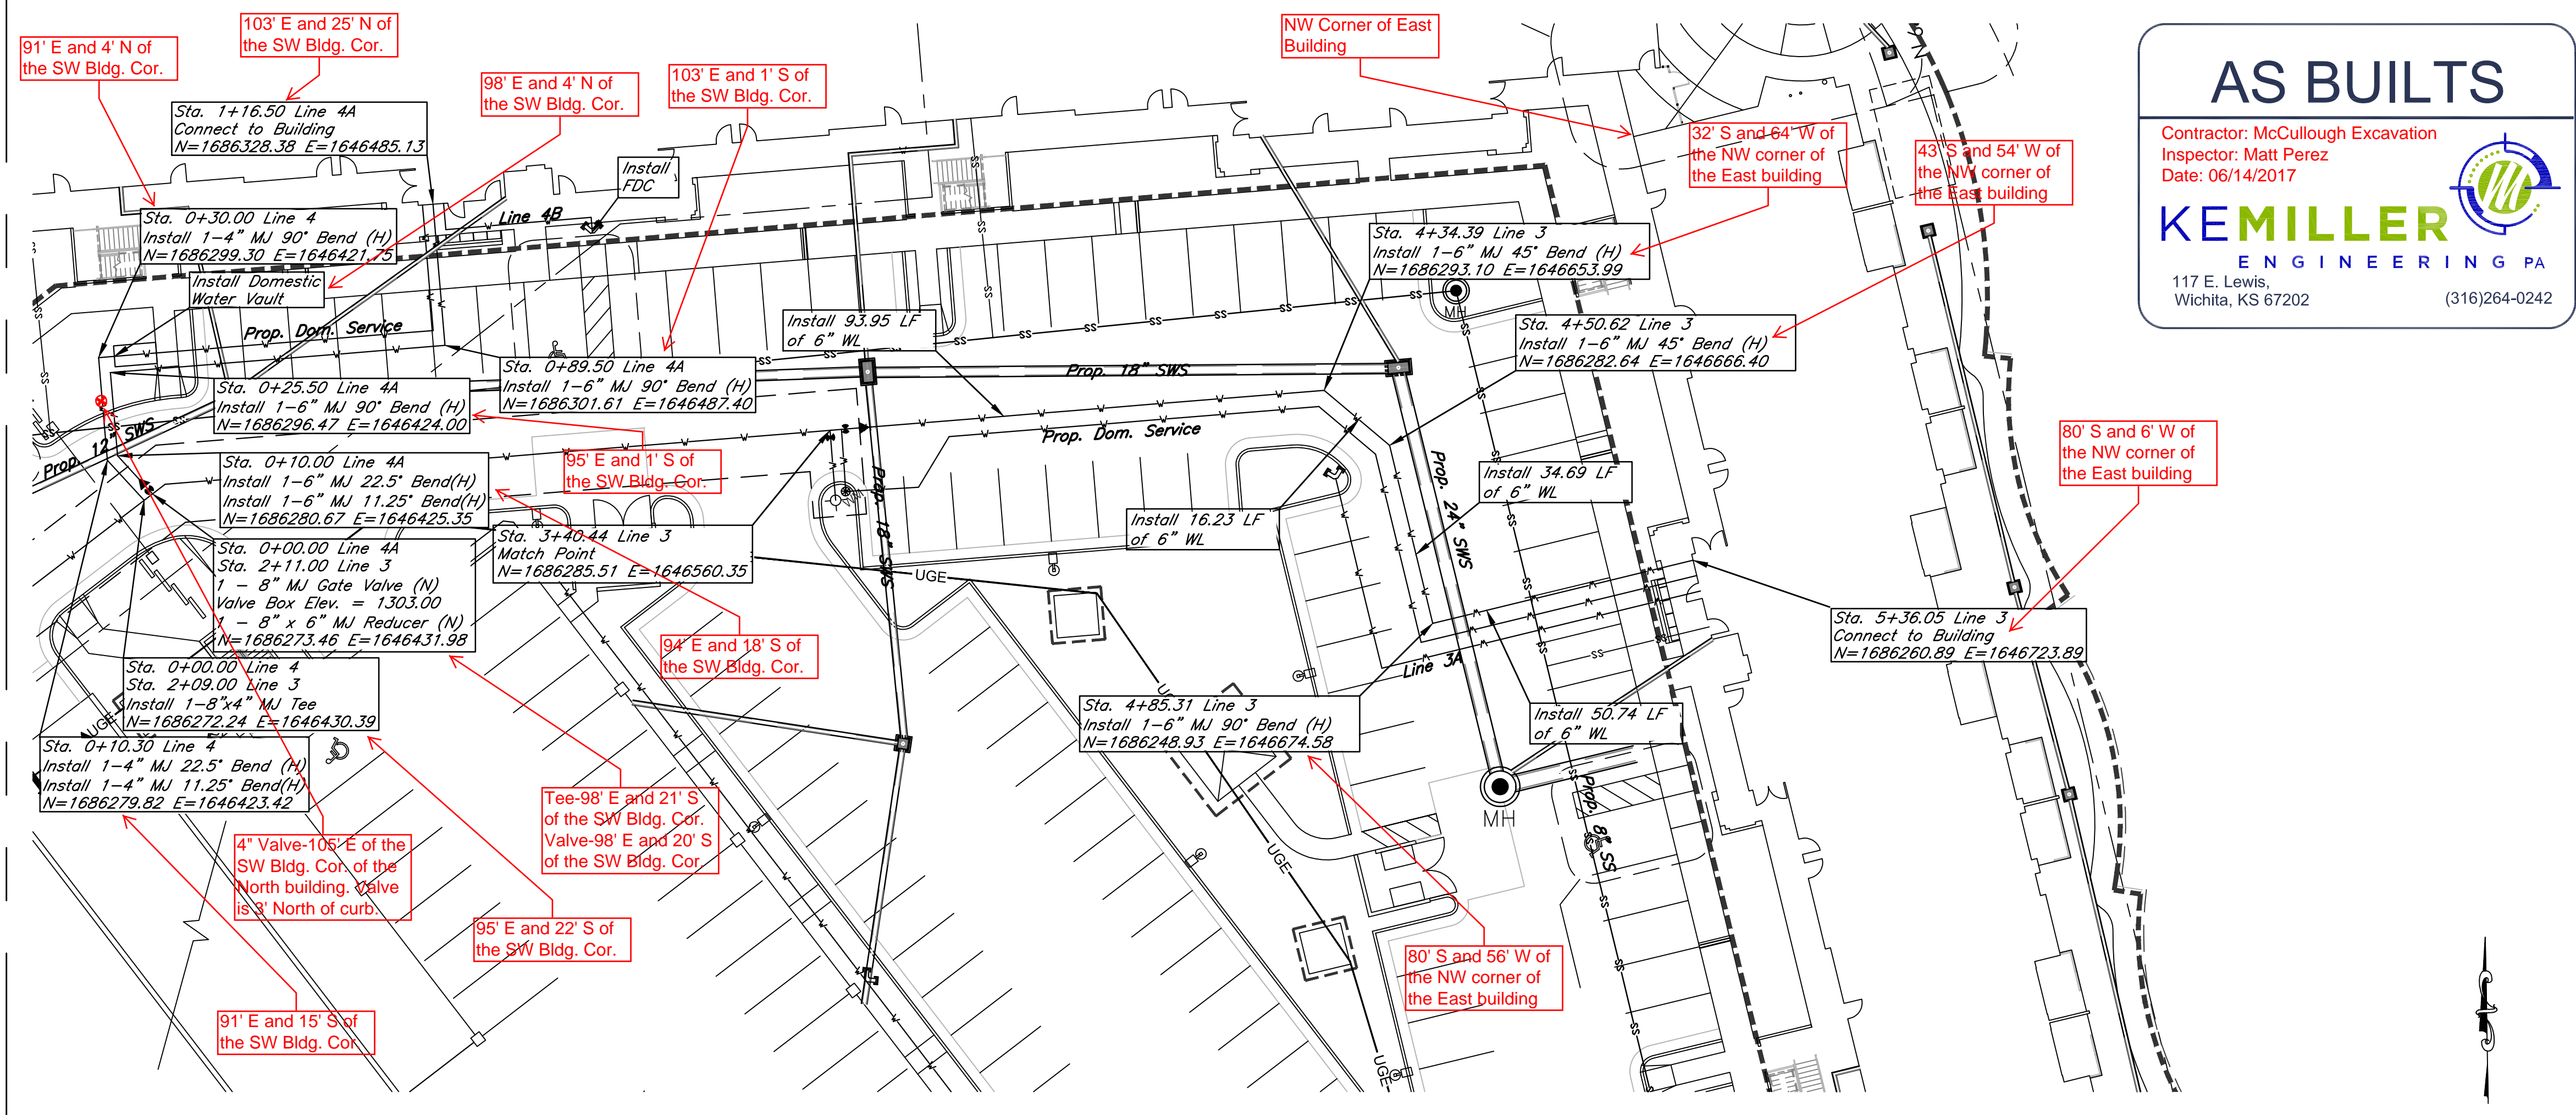 103' E and 25' N of
the SW Bldg. Cor.
91' E and 4' N of
the SW Bldg. Cor.
98' E and 4' N of
the SW Bldg. Cor.
103' E and 1' S of
the SW Bldg. Cor.
NW Corner of East
Building
AS BUILTS
Contractor: McCullough Excavation
Inspector: Matt Perez
Date: 06/14/2017
KEMILLER
ENGINEERING PA
117 E. Lewis,
Wichita, KS 67202
(316)264-0242
Sta. 1+16.50 Line 4A
Connect to Building
N=1686328.38 E=1646485.13
Install
FDC
Line 4B
32' S and 64' W of
the NW corner of
the East building
43' S and 54' W of
the NW corner of
the East building
Sta. 0+30.00 Line 4
Install 1-4" MJ 90° Bend (H)
N=1686299.30 E=1646421.75
Install Domestic
Water Vault
Prop. Dom. Service
Sta. 4+34.39 Line 3
Install 1-6" MJ 45° Bend (H)
N=1686293.10 E=1646653.99
MH
Install 93.95 LF
of 6" WL
Sta. 4+50.62 Line 3
Install 1-6" MJ 45° Bend (H)
N=1686282.64 E=1646666.40
Sta. 0+89.50 Line 4A
Install 1-6" MJ 90° Bend (H)
N=1686301.61 E=1646487.40
Prop. 18" SWS
Sta. 0+25.50 Line 4A
Install 1-6" MJ 90° Bend (H)
N=1686296.47 E=1646424.00
Prop. 12" SWS
Prop. Dom. Service
95' E and 1' S of
the SW Bldg. Cor.
80' S and 6' W of
the NW corner of
the East building
Sta. 0+10.00 Line 4A
Install 1-6" MJ 22.5° Bend(H)
Install 1-6" MJ 11.25° Bend(H)
N=1686280.67 E=1646425.35
Prop. 18" SWS
Prop. 24" SWS
Install 34.69 LF
of 6" WL
Install 16.23 LF
of 6" WL
Sta. 3+40.44 Line 3
Match Point
N=1686285.51 E=1646560.35
UGE
Sta. 0+00.00 Line 4A
Sta. 2+11.00 Line 3
1 - 8" MJ Gate Valve (N)
Valve Box Elev. = 1303.00
1 - 8" x 6" MJ Reducer (N)
N=1686273.46 E=1646431.98
94' E and 18' S of
the SW Bldg. Cor.
Sta. 5+36.05 Line 3
Connect to Building
N=1686260.89 E=1646723.89
Line 3A
Sta. 0+00.00 Line 4
Sta. 2+09.00 Line 3
Install 1-8"x4" MJ Tee
N=1686272.24 E=1646430.39
UGE
Sta. 4+85.31 Line 3
Install 1-6" MJ 90° Bend (H)
N=1686248.93 E=1646674.58
Install 50.74 LF
of 6" WL
Sta. 0+10.30 Line 4
Install 1-4" MJ 22.5° Bend (H)
Install 1-4" MJ 11.25° Bend(H)
N=1686279.82 E=1646423.42
Tee-98' E and 21' S
of the SW Bldg. Cor.
Valve-98' E and 20' S
of the SW Bldg. Cor.
MH
Prop. 8" SS
4" Valve-105' E of the
SW Bldg. Cor. of the
North building. Valve
is 3' North of curb.
UGE
95' E and 22' S of
the SW Bldg. Cor.
80' S and 56' W of
the NW corner of
the East building
91' E and 15' S of
the SW Bldg. Cor
UGE